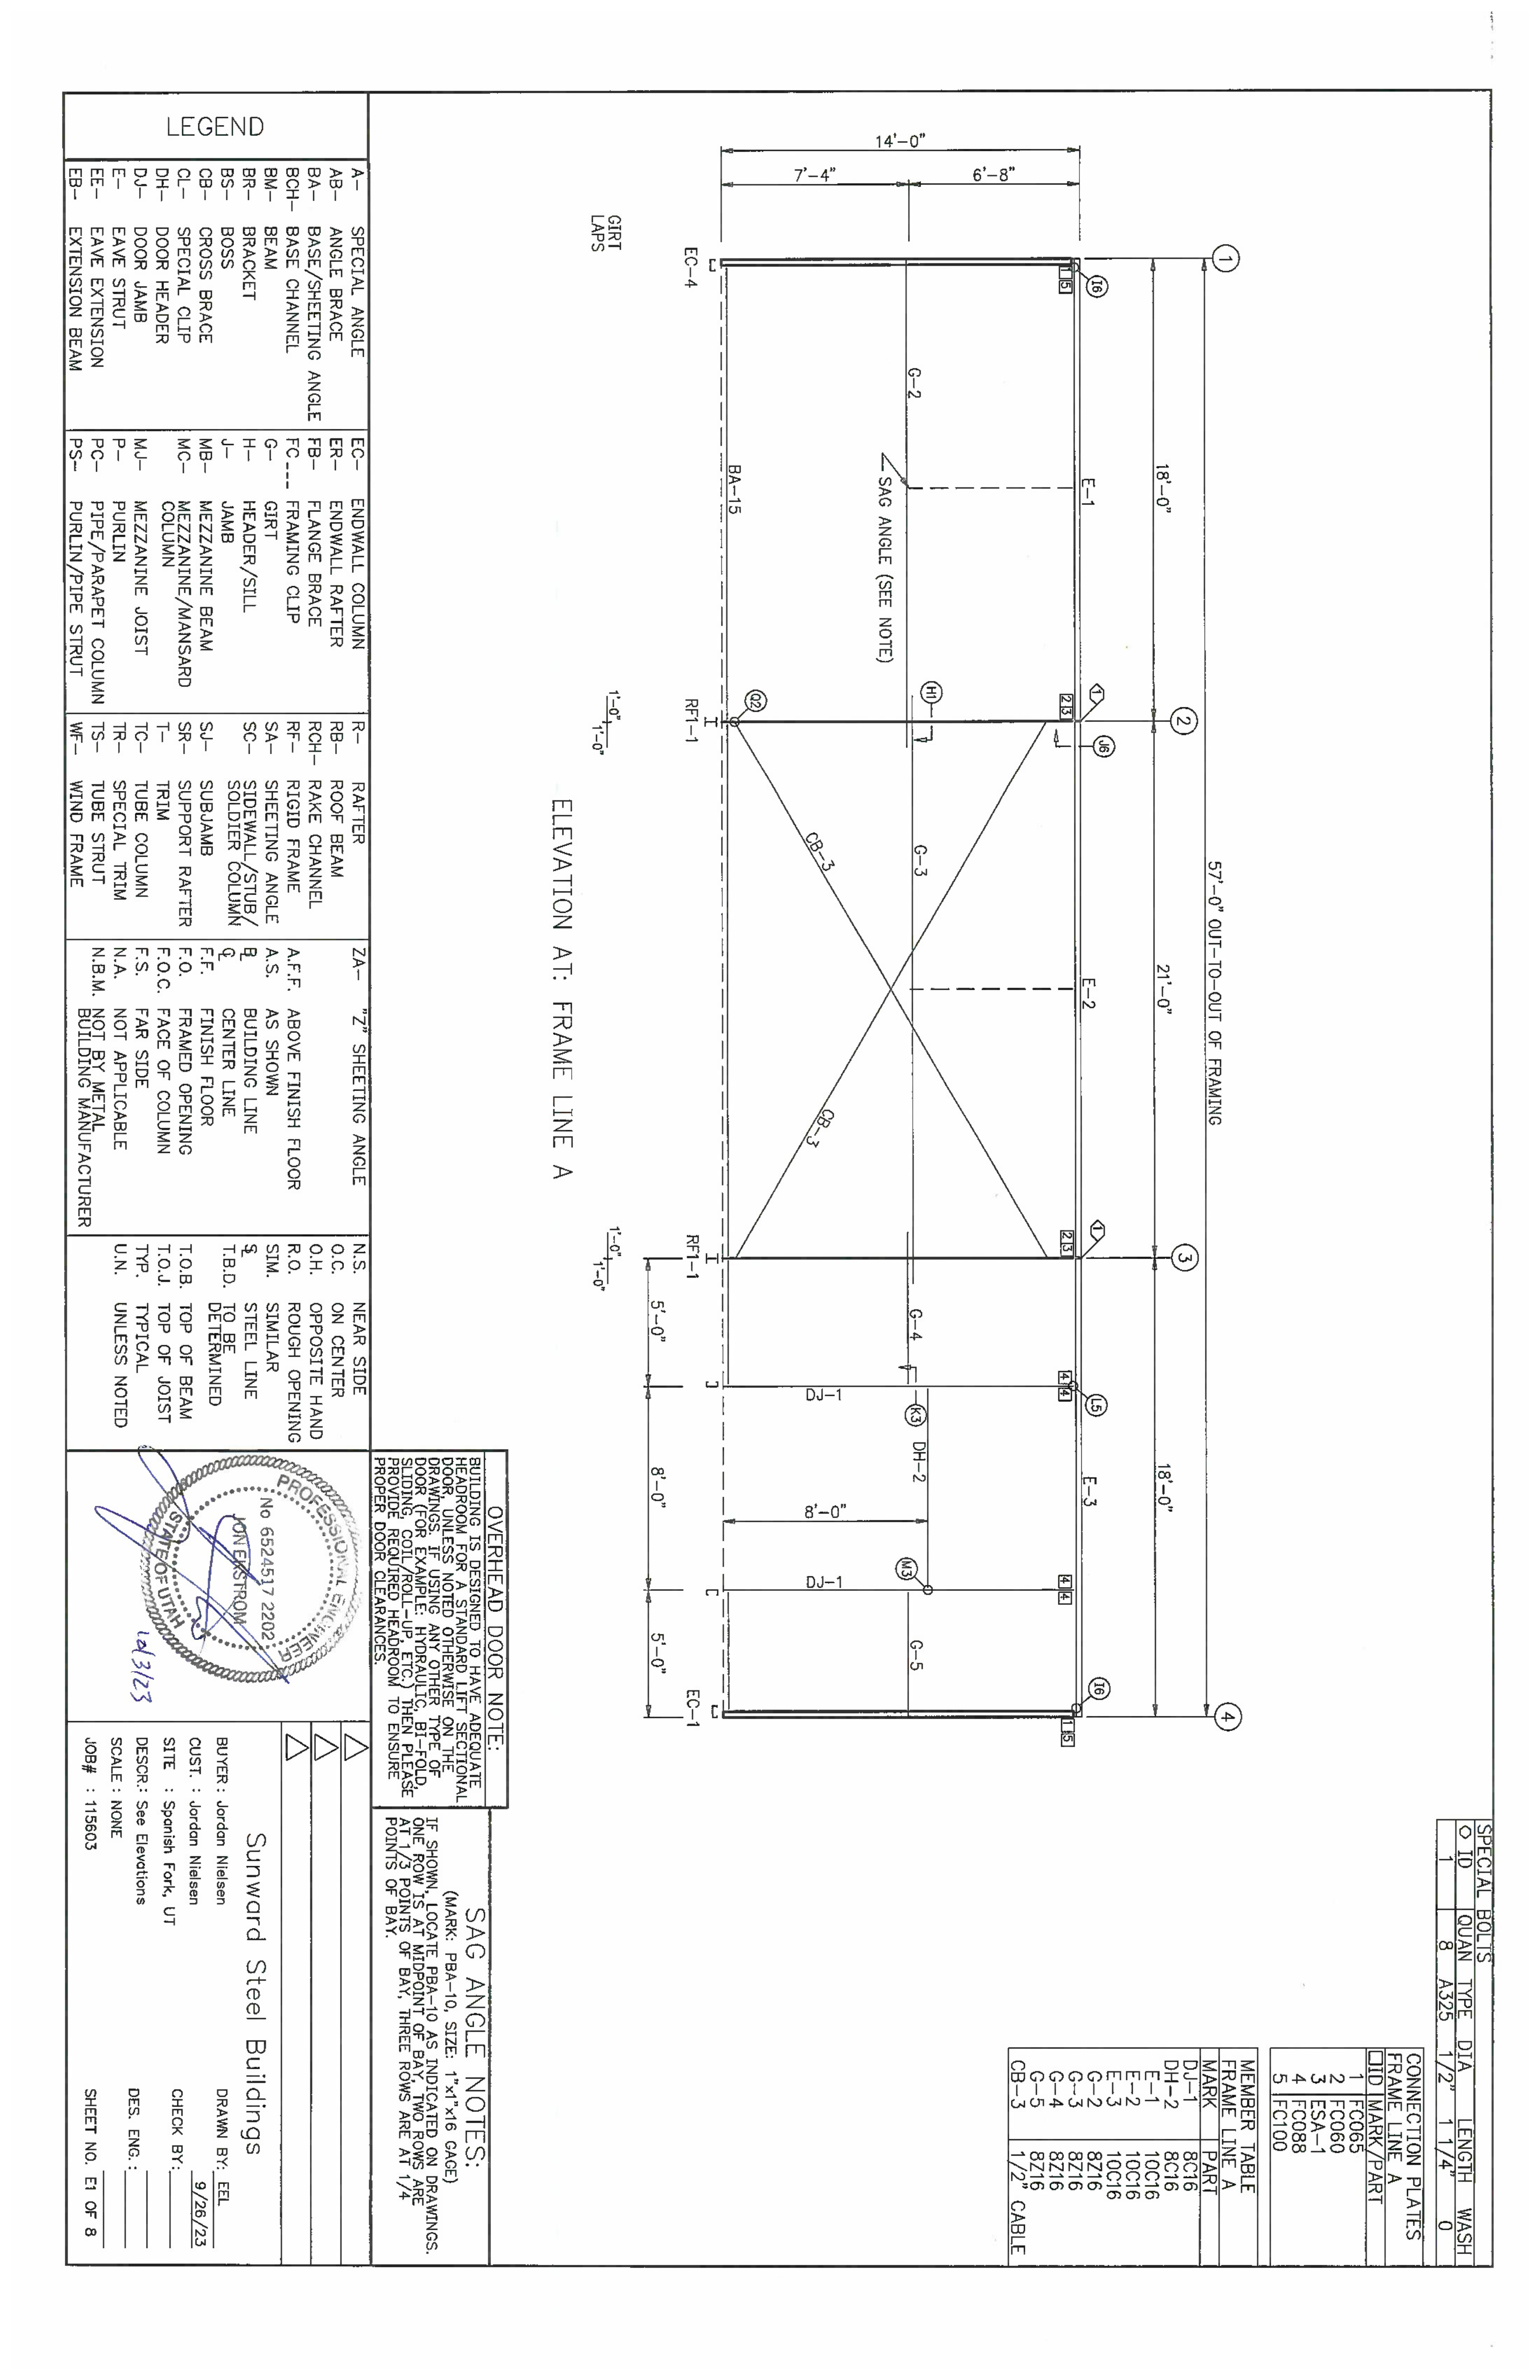 SPECIAL BOLTS
O ID QUAN TYPE DIA LENGTH WASH
1 8 A325 1/2" 1 1/4" 0
CONNECTION PLATES
FRAME LINE A
□ID MARK/PART
1 FC065
2 FC060
3 ESA-1
4 FC088
5 FC100
MEMBER TABLE
FRAME LINE A
MARK PART
DJ-1 8C16
DH-2 8C16
E-1 10C16
E-2 10C16
E-3 10C16
G-2 8Z16
G-3 8Z16
G-4 8Z16
G-5 8Z16
CB-3 1/2" CABLE
1 2 3 4
57'-0" OUT-TO-OUT OF FRAMING
18'-0" 21'-0" 18'-0"
I6 1 1 I6
E-1 E-2 L5 E-3
1 5 2 3 J6 2 3 4 4 4 4 1 5
14'-0"
6'-8"
7'-4"
H1
G-2 G-3 G-4 K3 DH-2 G-5
SAG ANGLE (SEE NOTE)
M3
CB-3 CB-3
DJ-1 8'-0" DJ-1
BA-15 Q2
EC-4 RF1-1 RF1-1 EC-1
5'-0" 8'-0" 5'-0"
GIRT
LAPS
1'-0" 1'-0" 1'-0" 1'-0"
ELEVATION AT: FRAME LINE A
OVERHEAD DOOR NOTE:
BUILDING IS DESIGNED TO HAVE ADEQUATE
HEADROOM FOR A STANDARD LIFT SECTIONAL
DOOR, UNLESS NOTED OTHERWISE ON THE
DRAWINGS. IF USING ANY OTHER TYPE OF
DOOR (FOR EXAMPLE: HYDRAULIC, BI-FOLD,
SLIDING, COIL/ROLL-UP, ETC.) THEN PLEASE
PROVIDE REQUIRED HEADROOM TO ENSURE
PROPER DOOR CLEARANCES.
SAG ANGLE NOTES:
(MARK: PBA-10, SIZE: 1"x1"x16 GAGE)
IF SHOWN, LOCATE PBA-10 AS INDICATED ON DRAWINGS.
ONE ROW IS AT MIDPOINT OF BAY, TWO ROWS ARE
AT 1/3 POINTS OF BAY, THREE ROWS ARE AT 1/4
POINTS OF BAY.
LEGEND
A- SPECIAL ANGLE
AB- ANGLE BRACE
BA- BASE/SHEETING ANGLE
BCH- BASE CHANNEL
BM- BEAM
BR- BRACKET
BS- BOSS
CB- CROSS BRACE
CL- SPECIAL CLIP
DH- DOOR HEADER
DJ- DOOR JAMB
E- EAVE STRUT
EE- EAVE EXTENSION
EB- EXTENSION BEAM
EC- ENDWALL COLUMN
ER- ENDWALL RAFTER
FB- FLANGE BRACE
FC--- FRAMING CLIP
G- GIRT
H- HEADER/SILL
J- JAMB
MB- MEZZANINE BEAM
MC- MEZZANINE/MANSARD
COLUMN
MJ- MEZZANINE JOIST
P- PURLIN
PC- PIPE/PARAPET COLUMN
PS- PURLIN/PIPE STRUT
R- RAFTER
RB- ROOF BEAM
RCH- RAKE CHANNEL
RF- RIGID FRAME
SA- SHEETING ANGLE
SC- SIDEWALL/STUB/
SOLDIER COLUMN
SJ- SUBJAMB
SR- SUPPORT RAFTER
T- TRIM
TC- TUBE COLUMN
TR- SPECIAL TRIM
TS- TUBE STRUT
WF- WIND FRAME
ZA- "Z" SHEETING ANGLE
A.F.F. ABOVE FINISH FLOOR
A.S. AS SHOWN
BL BUILDING LINE
CL CENTER LINE
F.F. FINISH FLOOR
F.O. FRAMED OPENING
F.O.C. FACE OF COLUMN
F.S. FAR SIDE
N.A. NOT APPLICABLE
N.B.M. NOT BY METAL
BUILDING MANUFACTURER
N.S. NEAR SIDE
O.C. ON CENTER
O.H. OPPOSITE HAND
R.O. ROUGH OPENING
SIM. SIMILAR
SL STEEL LINE
T.B.D. TO BE
DETERMINED
T.O.B. TOP OF BEAM
T.O.J. TOP OF JOIST
TYP. TYPICAL
U.N. UNLESS NOTED
PROFESSIONAL ENGINEER
No 6524517 2202
JON EKSTROM
STATE OF UTAH
10/3/23
Sunward Steel Buildings
BUYER : Jordan Nielsen
CUST. : Jordan Nielsen
SITE : Spanish Fork, UT
DESCR.: See Elevations
SCALE : NONE
JOB# : 115603
DRAWN BY: EEL
9/26/23
CHECK BY:
DES. ENG.:
SHEET NO. E1 OF 8